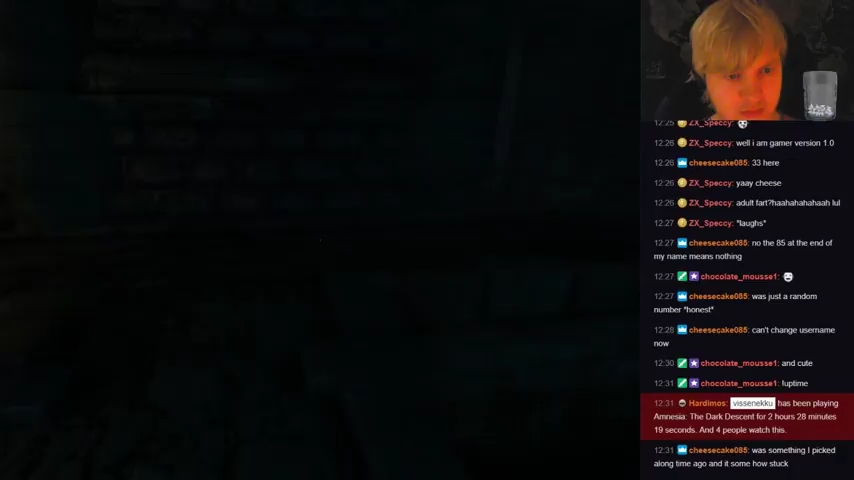 12:25 ZX_Speccy:
12:26 ZX_Speccy: well i am gamer version 1.0
12:26 cheesecake085: 33 here
12:26 ZX_Speccy: yaay cheese
12:26 ZX_Speccy: adult fart?haahahahahaah lul
12:27 ZX_Speccy: *laughs*
12:27 cheesecake085: no the 85 at the end of
my name means nothing
12:27 chocolate_mousse1:
12:27 cheesecake085: was just a random
number *honest*
12:28 cheesecake085: can't change username
now
12:30 chocolate_mousse1: and cute
12:31 chocolate_mousse1: !uptime
12:31 Hardimos: vissenekku has been playing
Amnesia: The Dark Descent for 2 hours 28 minutes
19 seconds. And 4 people watch this.
12:31 cheesecake085: was something I picked
along time ago and it some how stuck